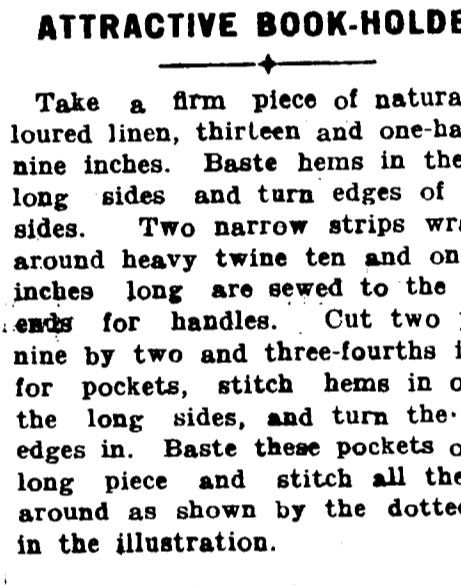 ATTRACTIVE BOOK-HOLDE
Take a firm piece of natura
loured linen, thirteen and one-ha
nine inches. Baste hems in the
long sides and turn edges of
sides. Two narrow strips wr
around heavy twine ten and on
inches long are sewed to the
ends for handles. Cut two
nine by two and three-fourths i
for pockets, stitch hems in o
the long sides, and turn the
edges in. Baste these pockets o
long piece and stitch all the
around as shown by the dotte
in the illustration.